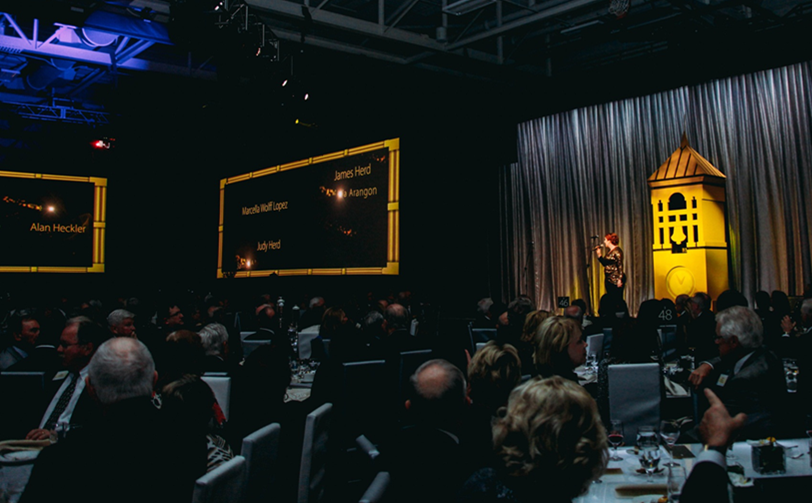 Alan Heckler
Marcella Wolff Lopez
Judy Herd
James Herd
Arangon
48